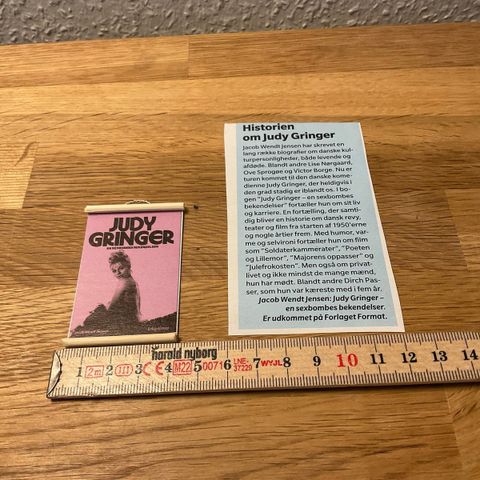 JUDY
GRINGER
Historien
om Judy Gringer
Jacob Wendt Jensen har skrevet en
lang række biografier om danske kul-
turpersonligheder, både levende og
afdøde. Blandt andre Lise Nørgaard,
Ove Sprogøe og Victor Borge. Nu er
turen kommet til den danske kome-
dienne Judy Gringer, der heldigvis i
den grad stadig er iblandt os. I bo-
gen "Judy Gringer – en sexbombes
bekendelser" fortæller hun om sit liv
og karriere. En fortælling, der samti-
dig bliver en historie om dansk revy,
teater og film fra starten af 1950'erne
og nogle årtier frem. Med humor, var-
me og selvironi fortæller hun om film
som "Soldaterkammerater", "Poeten
og Lillemor", "Majorens oppasser" og
"Julefrokosten". Men også om privat-
livet og ikke mindst de mange mænd,
hun har mødt. Blandt andre Dirch Pas-
ser, som hun var kæreste med i fem år.
Jacob Wendt Jensen: Judy Gringer –
en sexbombes bekendelser.
Er udkommet på Forlaget Format.
harald nyborg
1 2m 2 III 3 C€ 4 M22 5 0071 6 LNE- 37229 7 WYJL 8 9 10 11 12 13 14